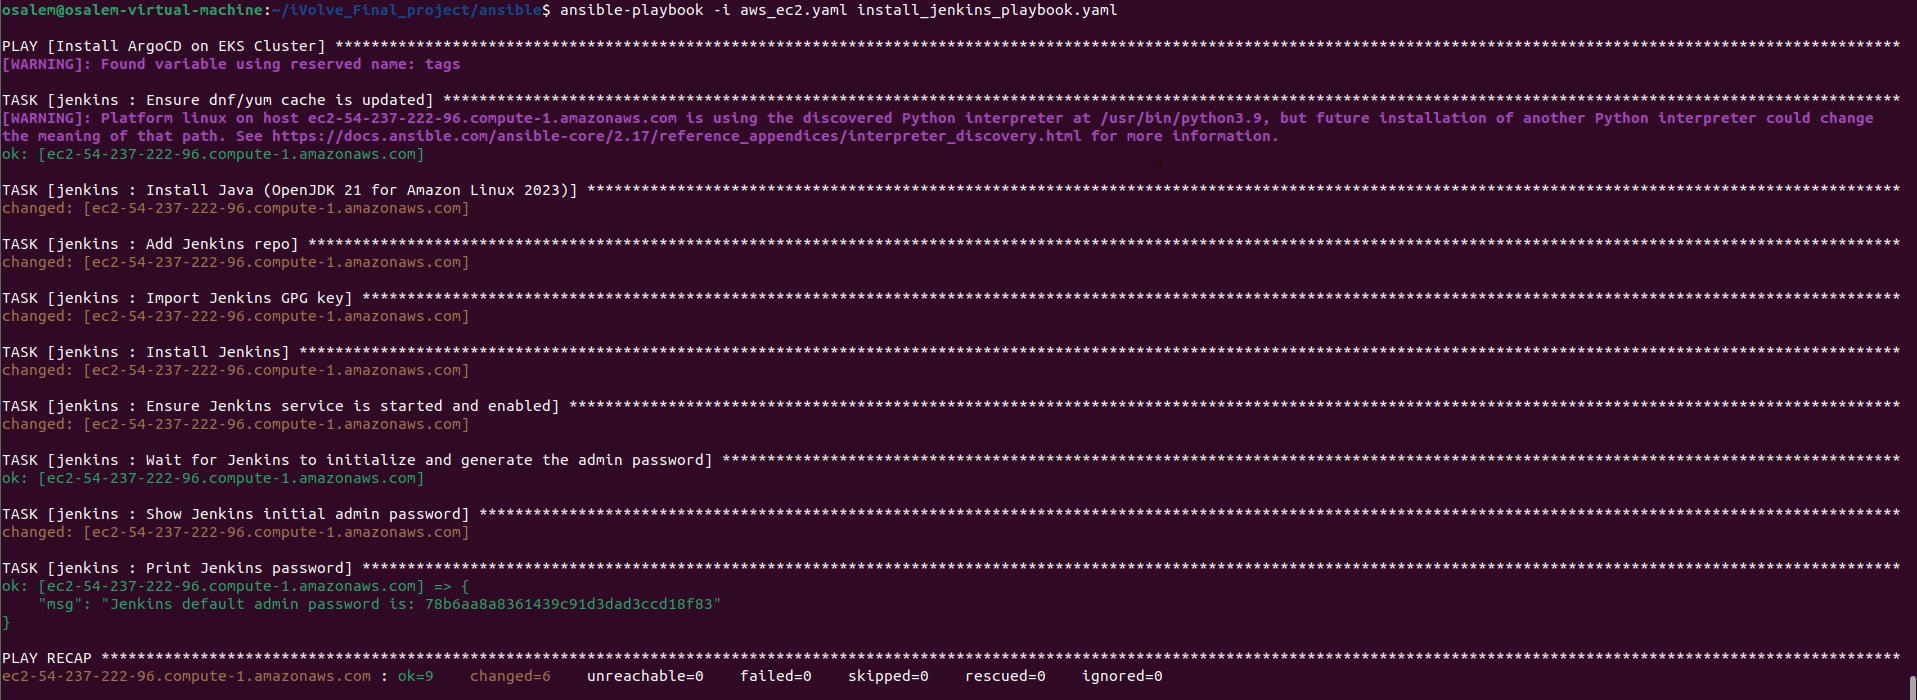 osalem@osalem-virtual-machine:~/iVolve_Final_project/ansible$ ansible-playbook -i aws_ec2.yaml install_jenkins_playbook.yaml
PLAY [Install ArgoCD on EKS Cluster] ******************************************************************************************************************************************************************************
[WARNING]: Found variable using reserved name: tags
TASK [jenkins : Ensure dnf/yum cache is updated] ******************************************************************************************************************************************************************
[WARNING]: Platform linux on host ec2-54-237-222-96.compute-1.amazonaws.com is using the discovered Python interpreter at /usr/bin/python3.9, but future installation of another Python interpreter could change
the meaning of that path. See https://docs.ansible.com/ansible-core/2.17/reference_appendices/interpreter_discovery.html for more information.
ok: [ec2-54-237-222-96.compute-1.amazonaws.com]
TASK [jenkins : Install Java (OpenJDK 21 for Amazon Linux 2023)] **************************************************************************************************************************************************
changed: [ec2-54-237-222-96.compute-1.amazonaws.com]
TASK [jenkins : Add Jenkins repo] *********************************************************************************************************************************************************************************
changed: [ec2-54-237-222-96.compute-1.amazonaws.com]
TASK [jenkins : Import Jenkins GPG key] ***************************************************************************************************************************************************************************
changed: [ec2-54-237-222-96.compute-1.amazonaws.com]
TASK [jenkins : Install Jenkins] **********************************************************************************************************************************************************************************
changed: [ec2-54-237-222-96.compute-1.amazonaws.com]
TASK [jenkins : Ensure Jenkins service is started and enabled] ****************************************************************************************************************************************************
changed: [ec2-54-237-222-96.compute-1.amazonaws.com]
TASK [jenkins : Wait for Jenkins to initialize and generate the admin password] ***********************************************************************************************************************************
ok: [ec2-54-237-222-96.compute-1.amazonaws.com]
TASK [jenkins : Show Jenkins initial admin password] **************************************************************************************************************************************************************
changed: [ec2-54-237-222-96.compute-1.amazonaws.com]
TASK [jenkins : Print Jenkins password] ***************************************************************************************************************************************************************************
ok: [ec2-54-237-222-96.compute-1.amazonaws.com] => {
    "msg": "Jenkins default admin password is: 78b6aa8a8361439c91d3dad3ccd18f83"
}
PLAY RECAP ********************************************************************************************************************************************************************************************************
ec2-54-237-222-96.compute-1.amazonaws.com : ok=9    changed=6    unreachable=0    failed=0    skipped=0    rescued=0    ignored=0